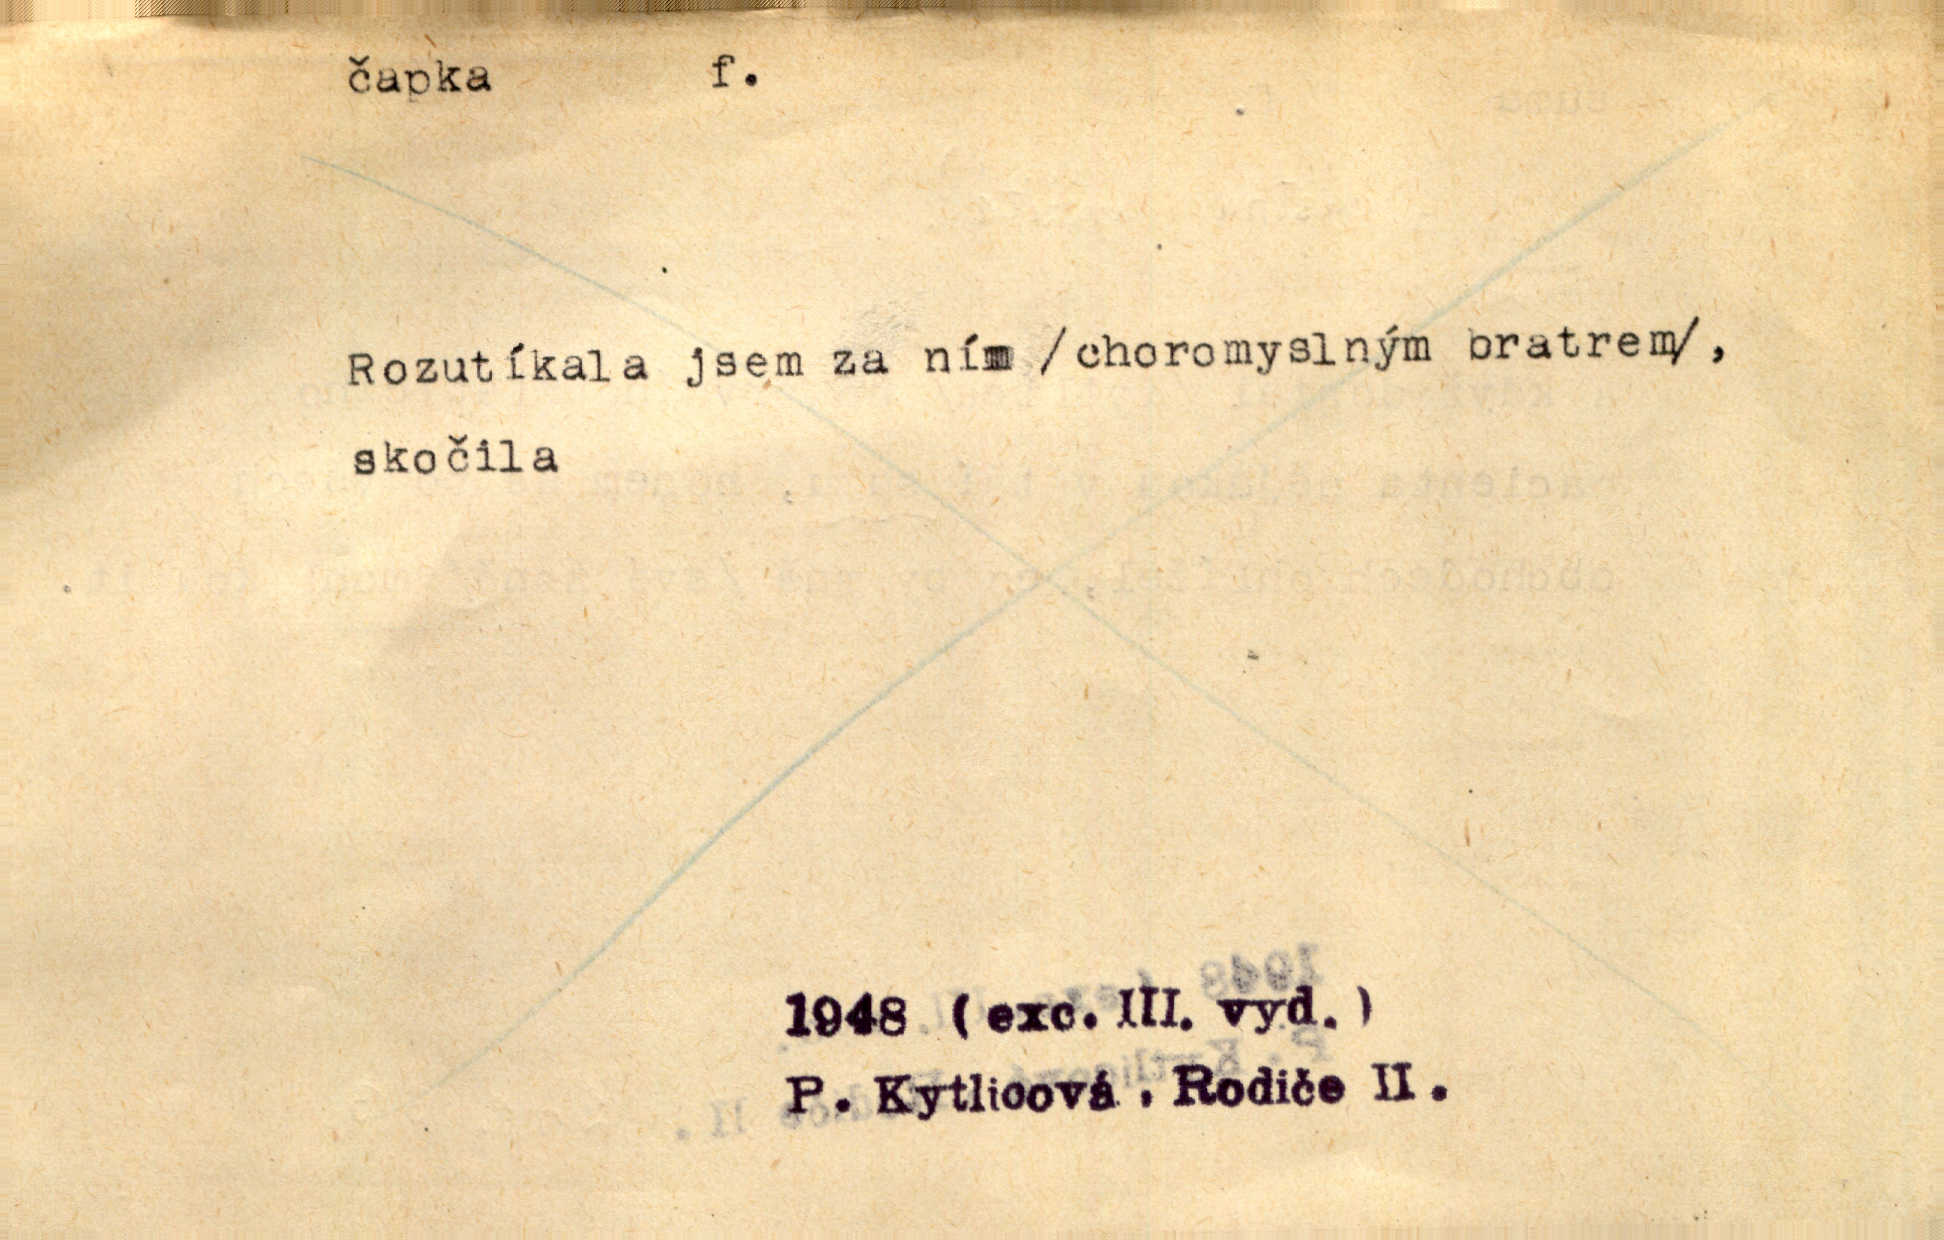 čapka f.
Rozutíkala jsem za ním /choromyslným bratrem/,
skočila
1948 (exc. III. vyd.)
P. Kytlicová. Rodiče II.